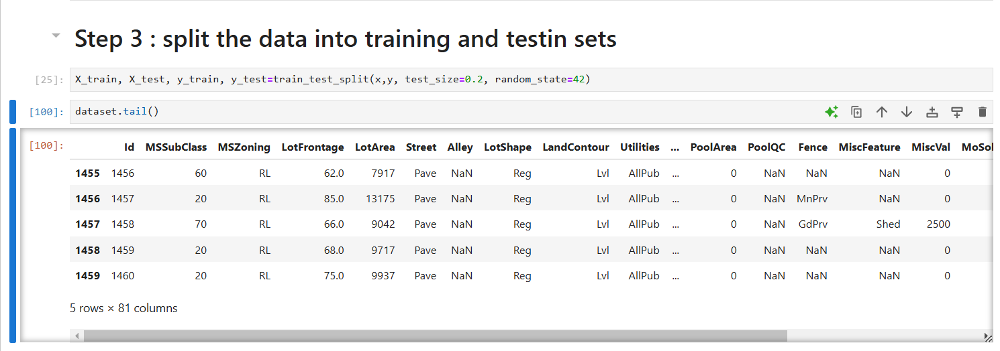 Step 3 : split the data into training and testin sets
[25]: X_train, X_test, y_train, y_test=train_test_split(x,y, test_size=0.2, random_state=42)
[100]: dataset.tail()
[100]: Id MSSubClass MSZoning LotFrontage LotArea Street Alley LotShape LandContour Utilities ... PoolArea PoolQC Fence MiscFeature MiscVal MoSol
1455 1456 60 RL 62.0 7917 Pave NaN Reg Lvl AllPub ... 0 NaN NaN NaN 0
1456 1457 20 RL 85.0 13175 Pave NaN Reg Lvl AllPub ... 0 NaN MnPrv NaN 0
1457 1458 70 RL 66.0 9042 Pave NaN Reg Lvl AllPub ... 0 NaN GdPrv Shed 2500
1458 1459 20 RL 68.0 9717 Pave NaN Reg Lvl AllPub ... 0 NaN NaN NaN 0
1459 1460 20 RL 75.0 9937 Pave NaN Reg Lvl AllPub ... 0 NaN NaN NaN 0
5 rows × 81 columns